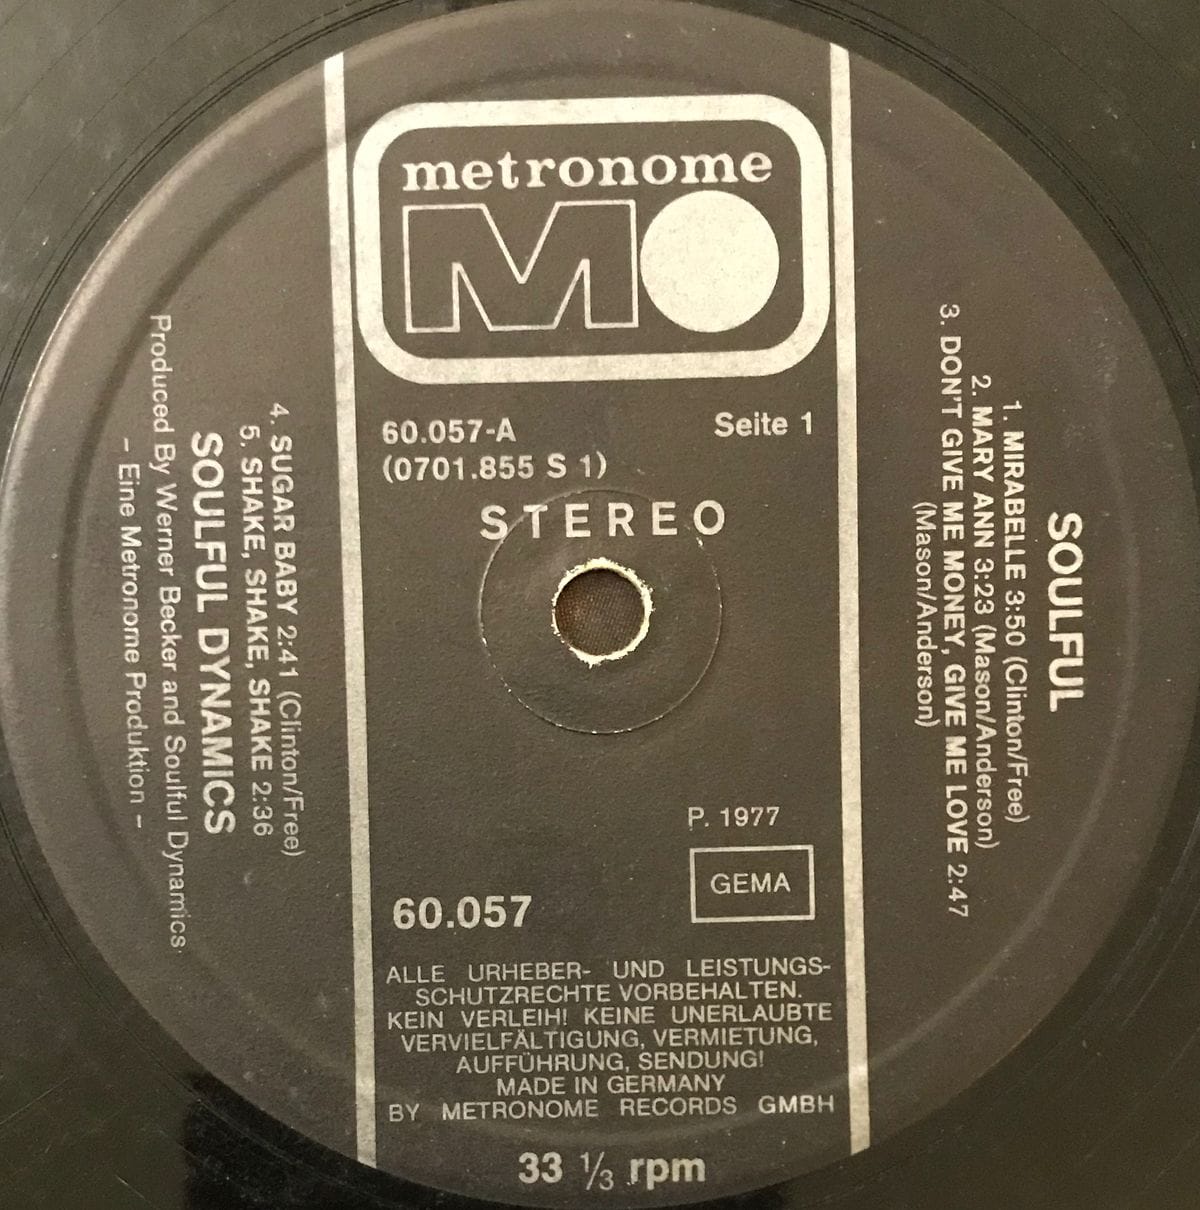 metronome
MO
60.057-A
Seite 1
(0701.855 S 1)
STEREO
P. 1977
GEMA
60.057
ALLE URHEBER- UND LEISTUNGS-
SCHUTZRECHTE VORBEHALTEN.
KEIN VERLEIH! KEINE UNERLAUBTE
VERVIELFÄLTIGUNG, VERMIETUNG,
AUFFÜHRUNG, SENDUNG!
MADE IN GERMANY
BY METRONOME RECORDS GMBH
33 ⅓ rpm
SOULFUL
1. MIRABELLE 3:50 (Clinton/Free)
2. MARY ANN 3:23 (Mason/Anderson)
3. DON'T GIVE ME MONEY, GIVE ME LOVE 2:47
(Mason/Anderson)
4. SUGAR BABY 2:41 (Clinton/Free)
5. SHAKE, SHAKE, SHAKE 2:36
SOULFUL DYNAMICS
Produced By Werner Becker and Soulful Dynamics
- Eine Metronome Produktion -